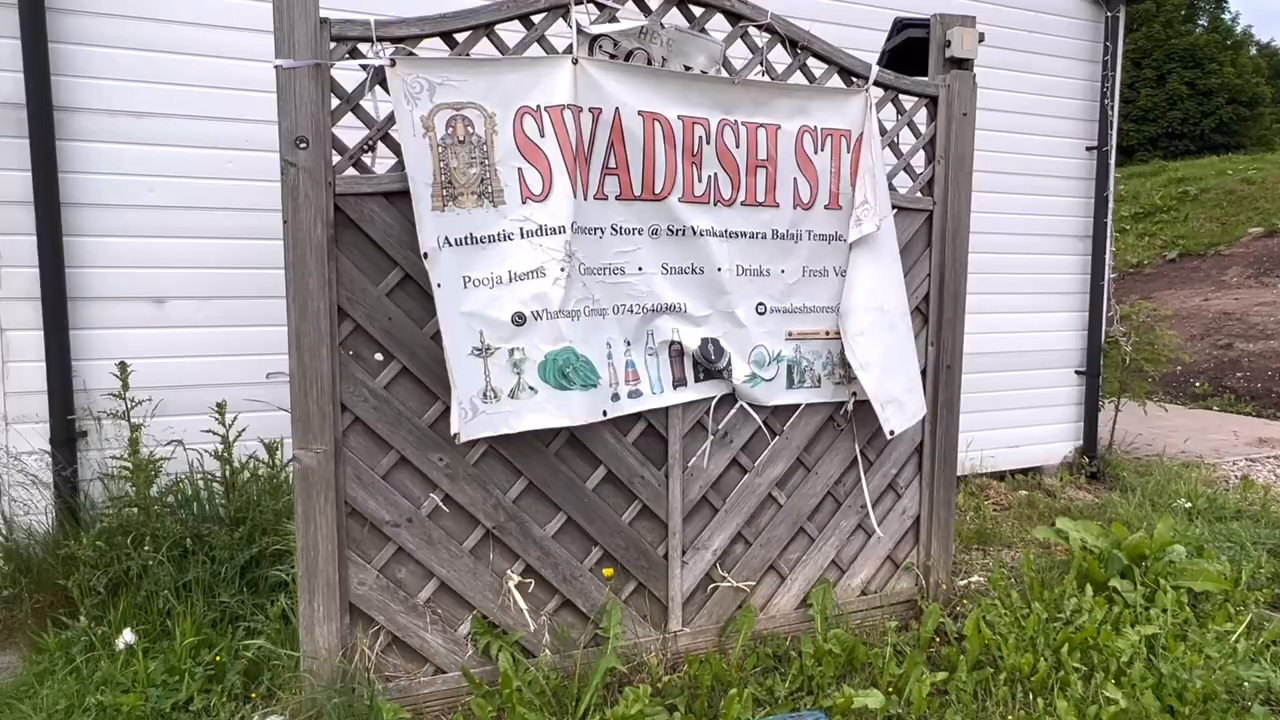 HERE
SWADESH STO
(Authentic Indian Grocery Store @ Sri Venkateswara Balaji Temple,
Pooja Items • Groceries • Snacks • Drinks • Fresh Ve
Whatsapp Group: 07426403031 swadeshstores@